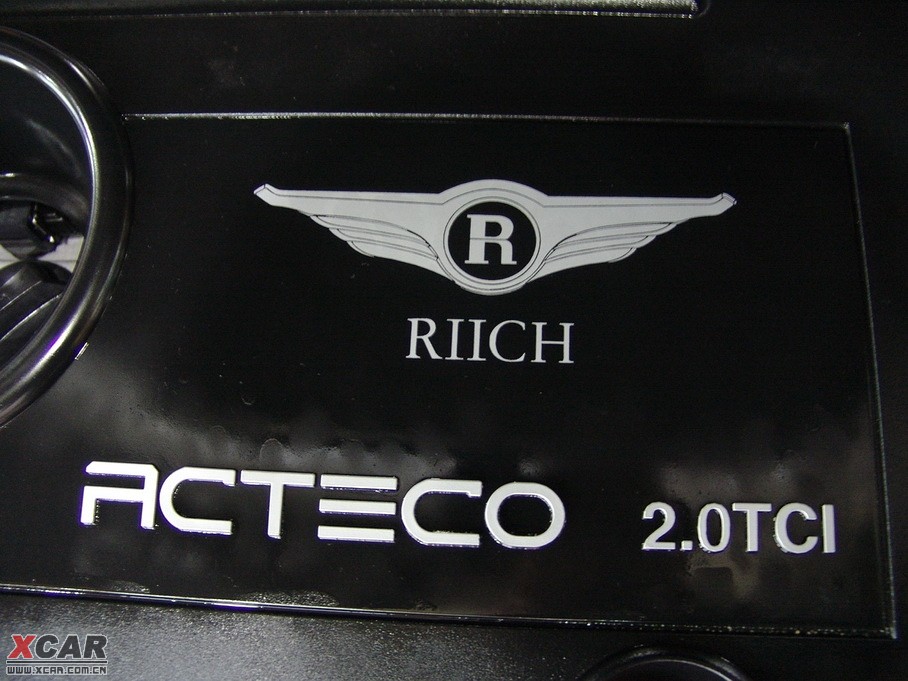 R
RIICH
ACTECO 2.0TCI
XCAR
WWW.XCAR.COM.CN